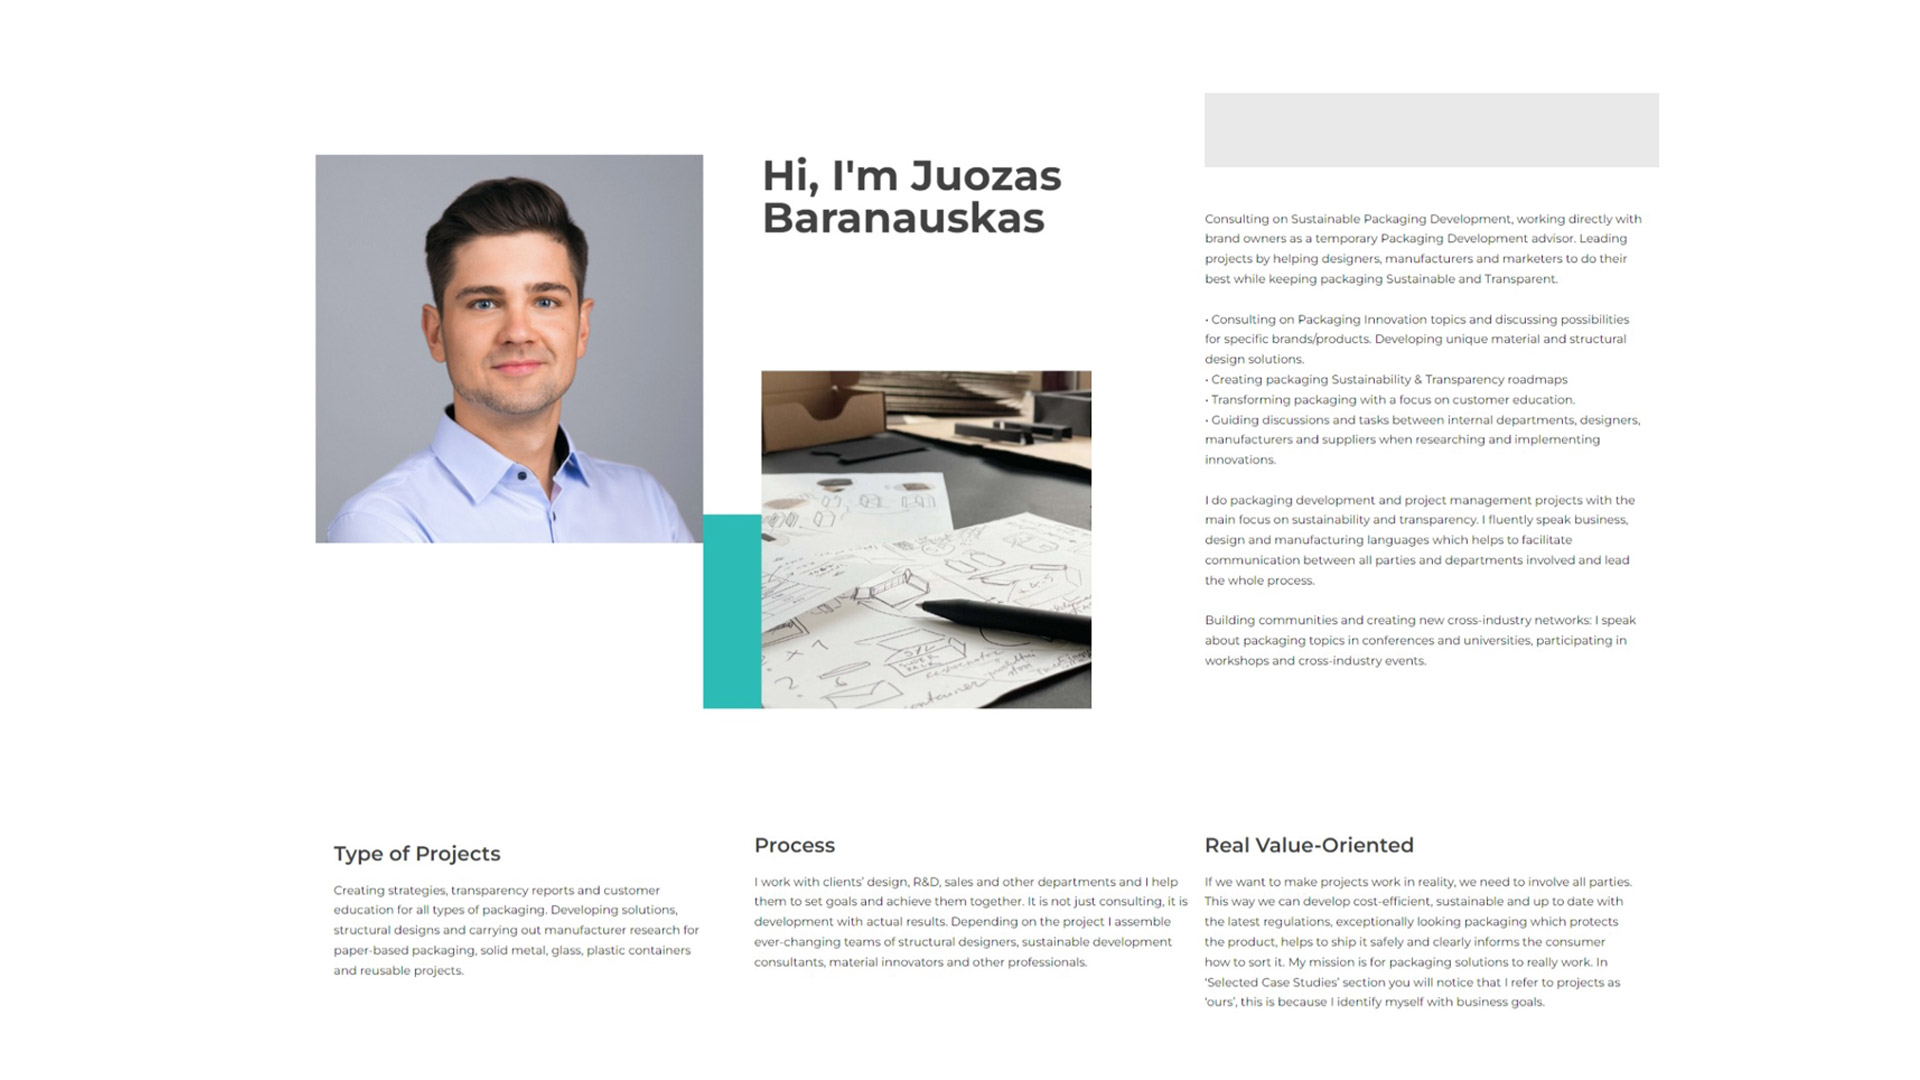 Hi, I'm Juozas
Baranauskas
Consulting on Sustainable Packaging Development, working directly with
brand owners as a temporary Packaging Development advisor. Leading
projects by helping designers, manufacturers and marketers to do their
best while keeping packaging Sustainable and Transparent.
• Consulting on Packaging Innovation topics and discussing possibilities
for specific brands/products. Developing unique material and structural
design solutions.
• Creating packaging Sustainability & Transparency roadmaps
• Transforming packaging with a focus on customer education.
• Guiding discussions and tasks between internal departments, designers,
manufacturers and suppliers when researching and implementing
innovations.
I do packaging development and project management projects with the
main focus on sustainability and transparency. I fluently speak business,
design and manufacturing languages which helps to facilitate
communication between all parties and departments involved and lead
the whole process.
Building communities and creating new cross-industry networks: I speak
about packaging topics in conferences and universities, participating in
workshops and cross-industry events.
container
Type of Projects
Creating strategies, transparency reports and customer
education for all types of packaging. Developing solutions,
structural designs and carrying out manufacturer research for
paper-based packaging, solid metal, glass, plastic containers
and reusable projects.
Process
I work with clients’ design, R&D, sales and other departments and I help
them to set goals and achieve them together. It is not just consulting, it is
development with actual results. Depending on the project I assemble
ever-changing teams of structural designers, sustainable development
consultants, material innovators and other professionals.
Real Value-Oriented
If we want to make projects work in reality, we need to involve all parties.
This way we can develop cost-efficient, sustainable and up to date with
the latest regulations, exceptionally looking packaging which protects
the product, helps to ship it safely and clearly informs the consumer
how to sort it. My mission is for packaging solutions to really work. In
‘Selected Case Studies’ section you will notice that I refer to projects as
‘ours’, this is because I identify myself with business goals.